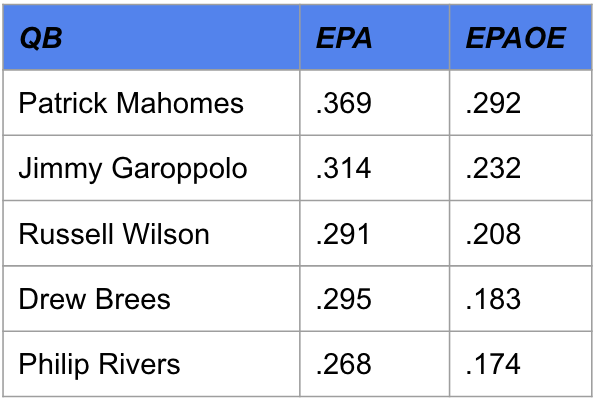 QB EPA EPAOE
Patrick Mahomes .369 .292
Jimmy Garoppolo .314 .232
Russell Wilson .291 .208
Drew Brees .295 .183
Philip Rivers .268 .174